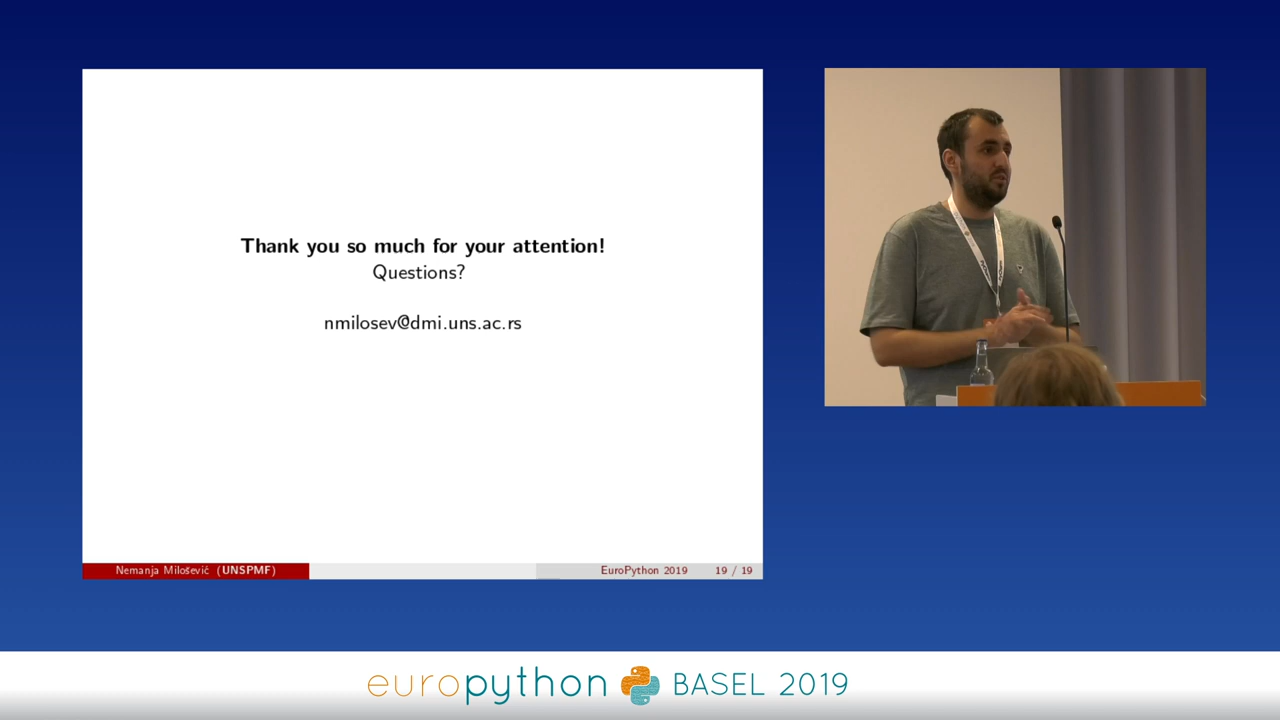 Thank you so much for your attention!
Questions?
nmilosev@dmi.uns.ac.rs
Nemanja Milošević (UNSPMF)
EuroPython 2019
19 / 19
europython BASEL 2019